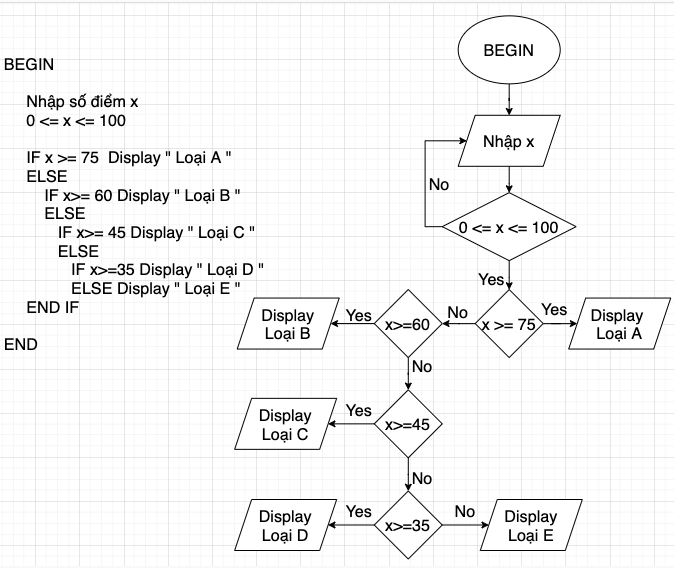 BEGIN
Nhập số điểm x
0 <= x <= 100
IF x >= 75 Display " Loại A "
ELSE
IF x>= 60 Display " Loại B "
ELSE
IF x>= 45 Display " Loại C "
ELSE
IF x>=35 Display " Loại D "
ELSE Display " Loại E "
END IF
END
BEGIN
Nhập x
No
0 <= x <= 100
Yes
Display
Loại B
Yes
x>=60
No
x >= 75
Yes
Display
Loại A
No
Display
Loại C
Yes
x>=45
No
Display
Loại D
Yes
x>=35
No
Display
Loại E